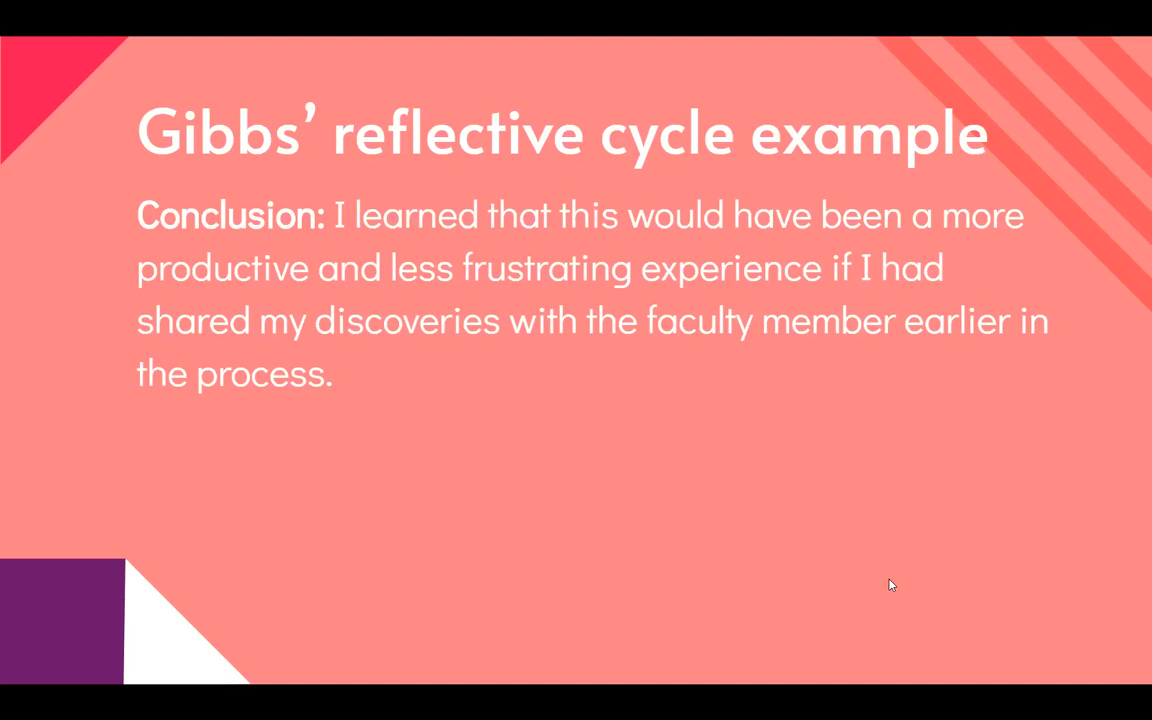 Gibbs’ reflective cycle example
Conclusion: I learned that this would have been a more
productive and less frustrating experience if I had
shared my discoveries with the faculty member earlier in
the process.